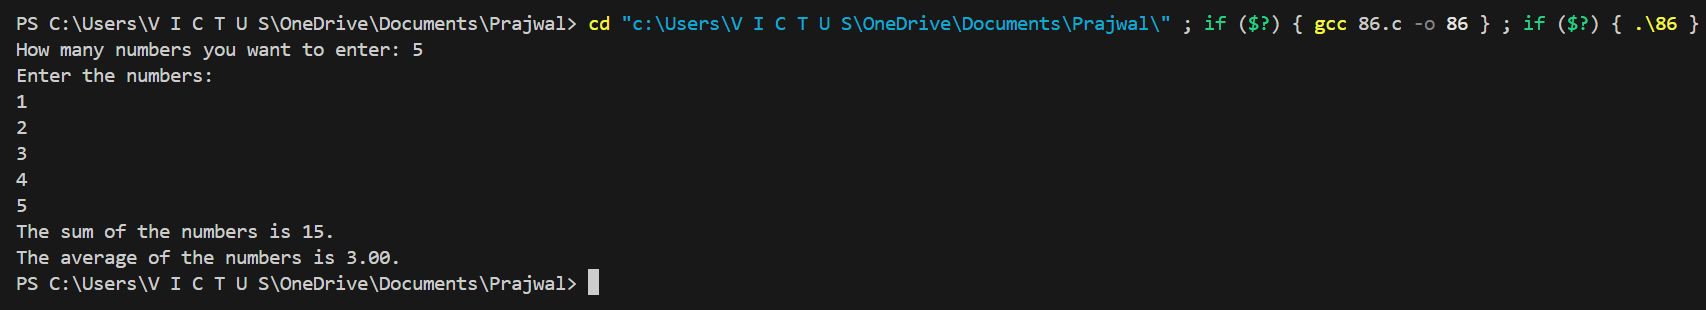 PS C:\Users\V I C T U S\OneDrive\Documents\Prajwal> cd "c:\Users\V I C T U S\OneDrive\Documents\Prajwal\" ; if ($?) { gcc 86.c -o 86 } ; if ($?) { .\86 }
How many numbers you want to enter: 5
Enter the numbers:
1
2
3
4
5
The sum of the numbers is 15.
The average of the numbers is 3.00.
PS C:\Users\V I C T U S\OneDrive\Documents\Prajwal>